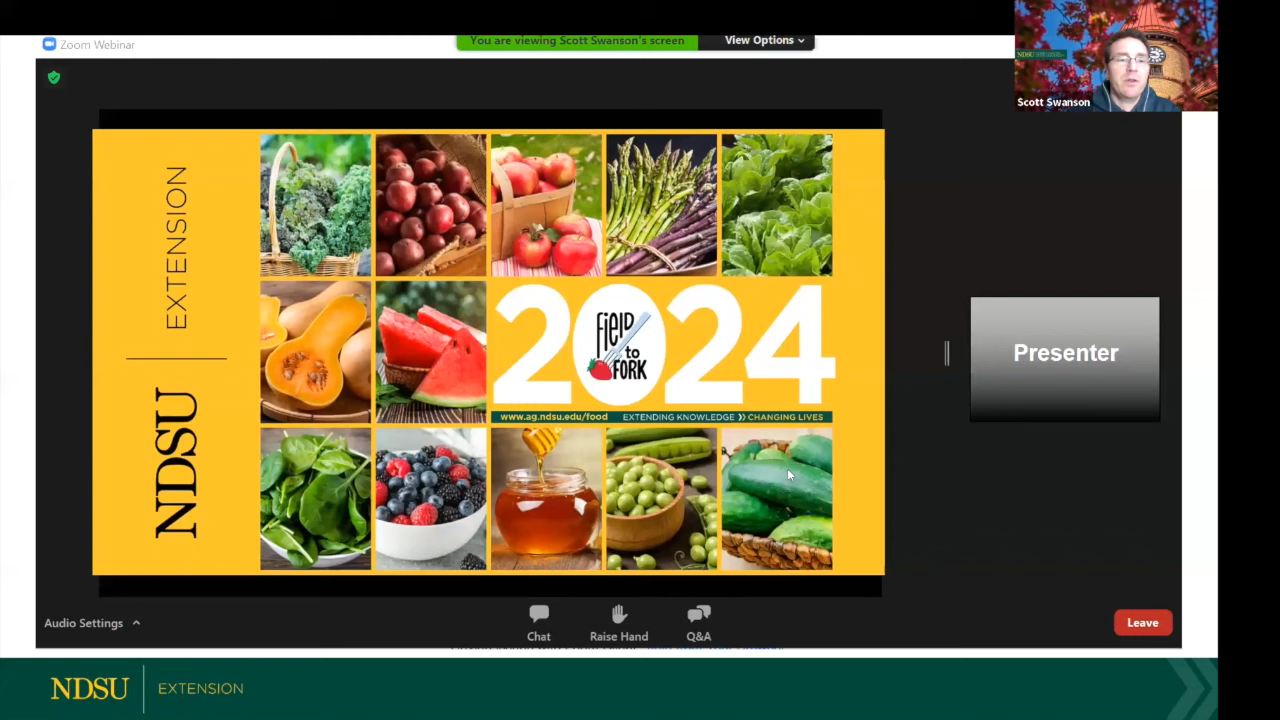 Zoom Webinar
You are viewing Scott Swanson's screen
View Options
NDSU
Scott Swanson
NDSU
EXTENSION
2024
FIELD
to
FORK
www.ag.ndsu.edu/food
EXTENDING KNOWLEDGE >> CHANGING LIVES
Presenter
Audio Settings
Chat
Raise Hand
Q&A
Leave
NDSU
EXTENSION